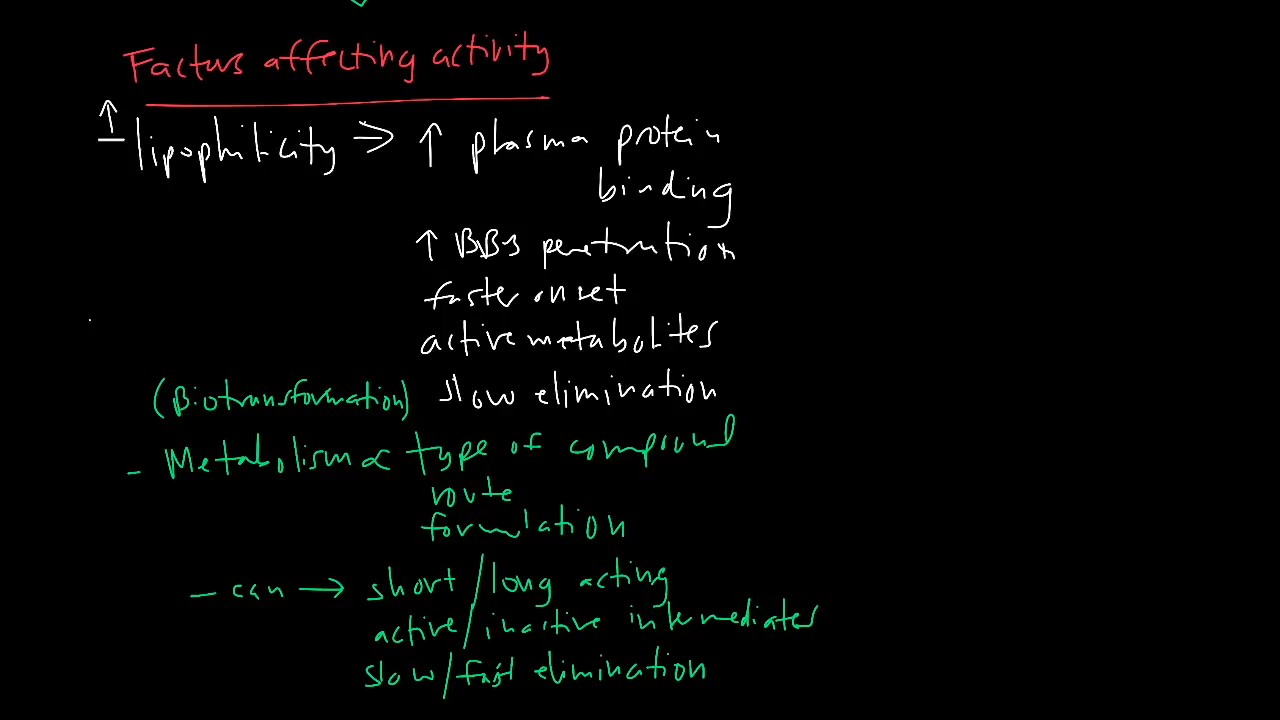 Factors affecting activity
↑ lipophilicity => ↑ plasma protein
binding
↑ BBB penetration
faster onset
active metabolites
slow elimination
(Biotransformation)
- Metabolism ∝ type of compound
route
formulation
- can → short/long acting
active/inactive intermediates
slow/fast elimination